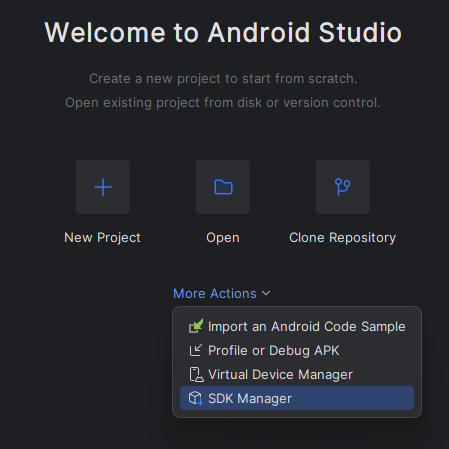 Welcome to Android Studio
Create a new project to start from scratch.
Open existing project from disk or version control.
New Project
Open
Clone Repository
More Actions
Import an Android Code Sample
Profile or Debug APK
Virtual Device Manager
SDK Manager